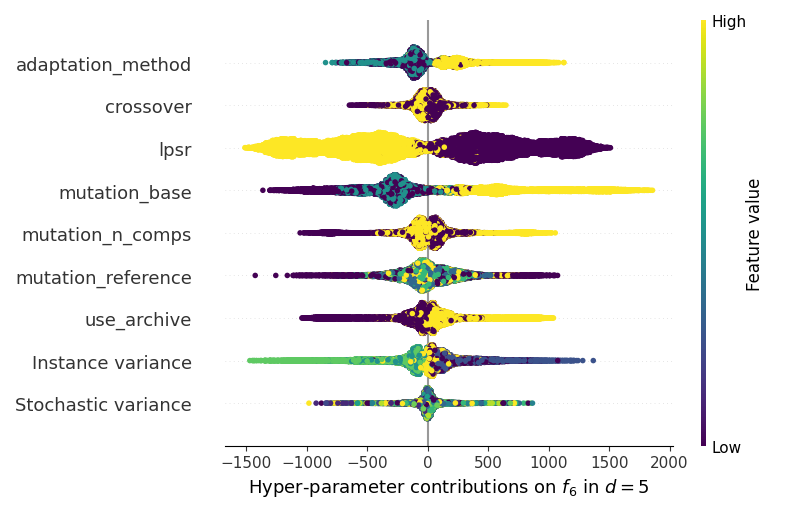 High
adaptation_method
crossover
lpsr
mutation_base
mutation_n_comps
mutation_reference
use_archive
Instance variance
Stochastic variance
Feature value
Low
−1500 −1000 −500 0 500 1000 1500 2000
Hyper-parameter contributions on f₆ in d = 5